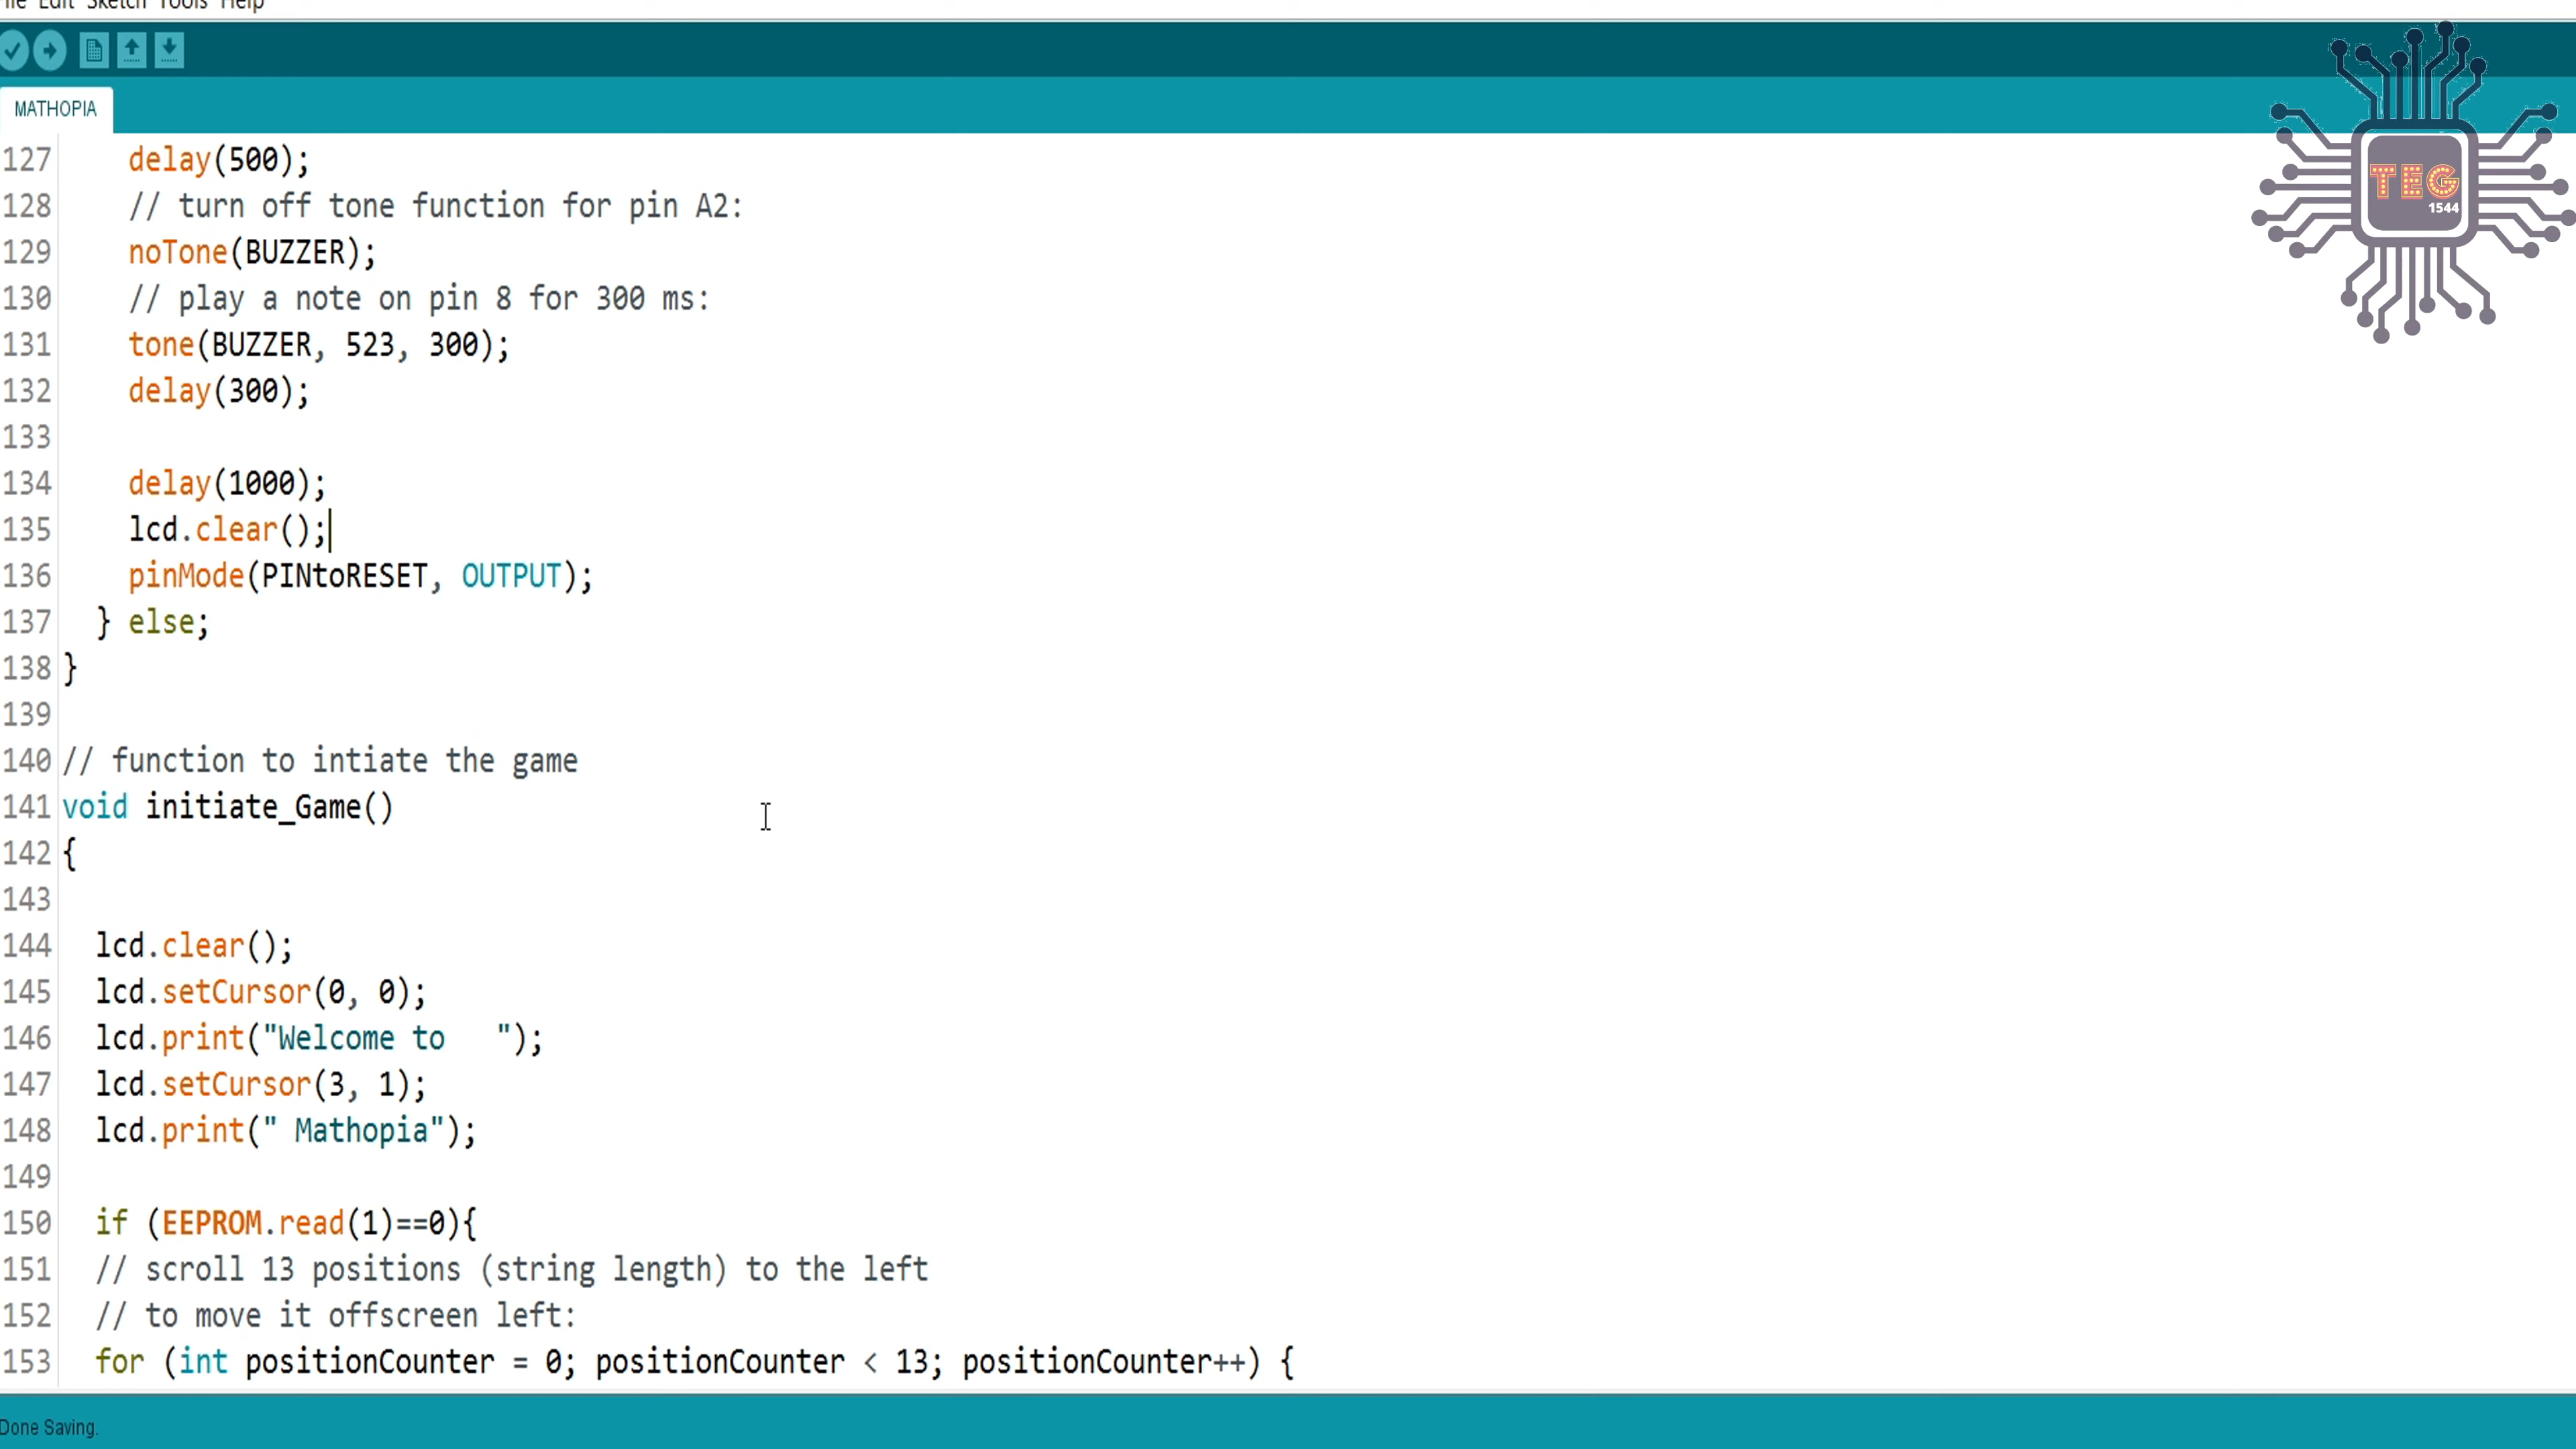 File Edit Sketch Tools Help
MATHOPIA
TEG
1544
127 delay(500);
128 // turn off tone function for pin A2:
129 noTone(BUZZER);
130 // play a note on pin 8 for 300 ms:
131 tone(BUZZER, 523, 300);
132 delay(300);
133
134 delay(1000);
135 lcd.clear();
136 pinMode(PINtoRESET, OUTPUT);
137 } else;
138 }
139
140 // function to intiate the game
141 void initiate_Game()
142 {
143
144 lcd.clear();
145 lcd.setCursor(0, 0);
146 lcd.print("Welcome to   ");
147 lcd.setCursor(3, 1);
148 lcd.print(" Mathopia");
149
150 if (EEPROM.read(1)==0){
151 // scroll 13 positions (string length) to the left
152 // to move it offscreen left:
153 for (int positionCounter = 0; positionCounter < 13; positionCounter++) {
Done Saving.